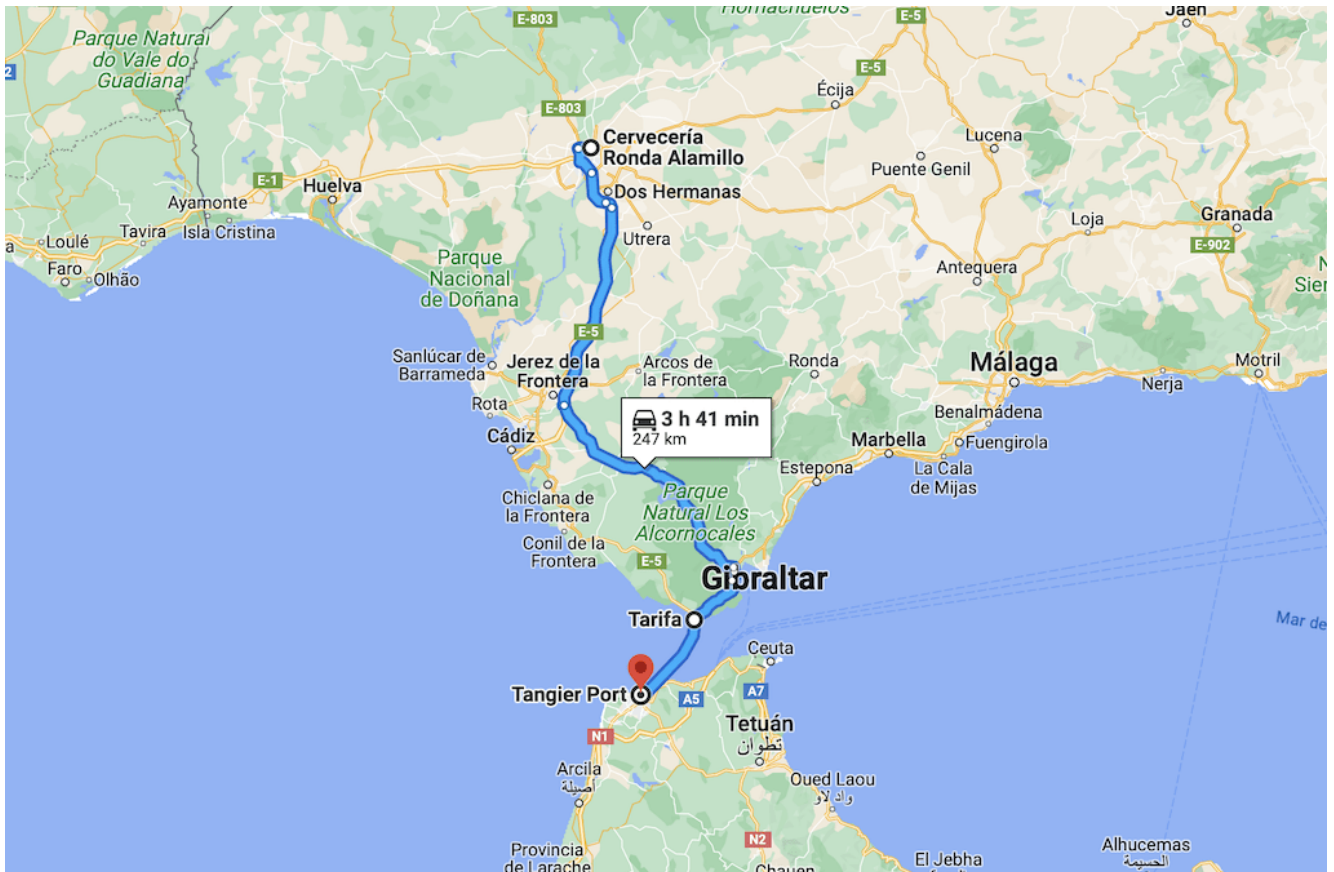 Hornachuelos
E-803
E-5
Jaén
Parque Natural
do Vale do
Guadiana
2
E-5
Écija
E-803
Cervecería
Ronda Alamillo
Lucena
Puente Genil
E-1
Huelva
Dos Hermanas
Ayamonte
Isla Cristina
Tavira
Loulé
a
Faro
Olhão
Utrera
Loja
Granada
E-902
Parque
Nacional
de Doñana
Antequera
N
Sier
E-5
Sanlúcar de
Barrameda
Jerez de la
Frontera
Arcos de
la Frontera
Ronda
Málaga
Motril
Nerja
Rota
3 h 41 min
247 km
Benalmádena
Cádiz
Marbella
Fuengirola
Estepona
La Cala
de Mijas
Chiclana de
la Frontera
Parque
Natural Los
Alcornocales
Conil de la
Frontera
E-5
Gibraltar
Tarifa
Mar de
Ceuta
Tangier Port
A5
A7
Tetuán
تطوان
N1
Arcila
أصيلة
Oued Laou
واد لاو
N2
Provincia
de Larache
Chauen
El Jebha
Alhucemas
الحسيمة